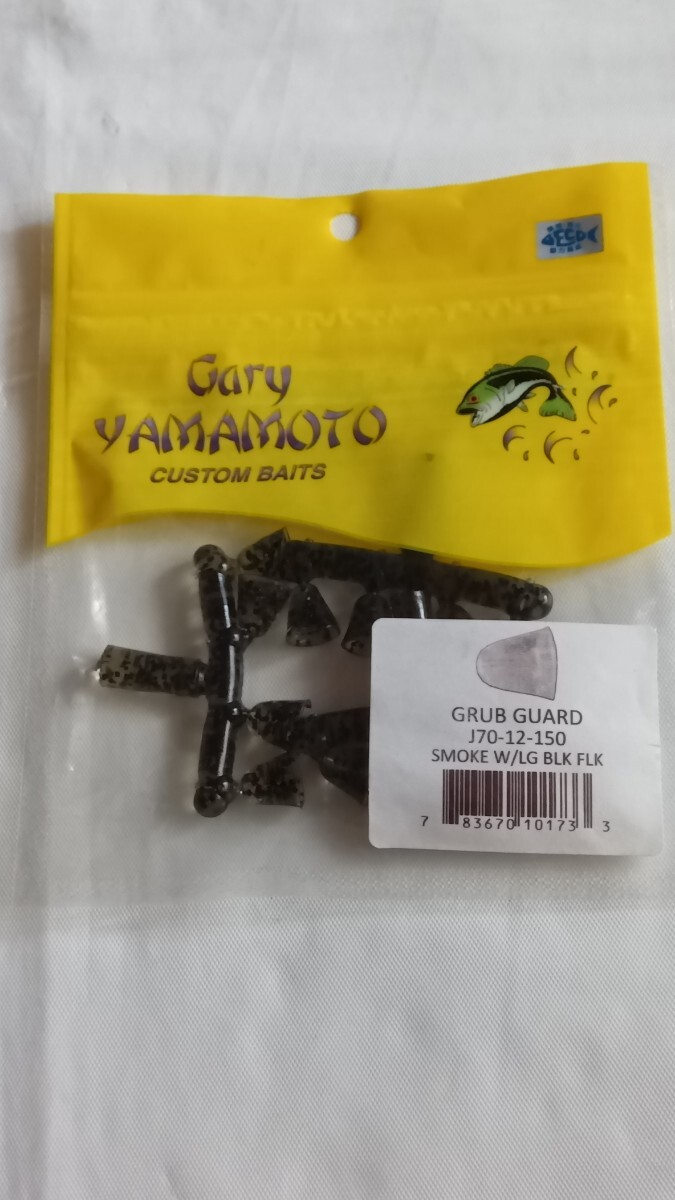 Gary
YAMAMOTO
CUSTOM BAITS
GRUB GUARD
J70-12-150
SMOKE W/LG BLK FLK
7 83670 10173 3